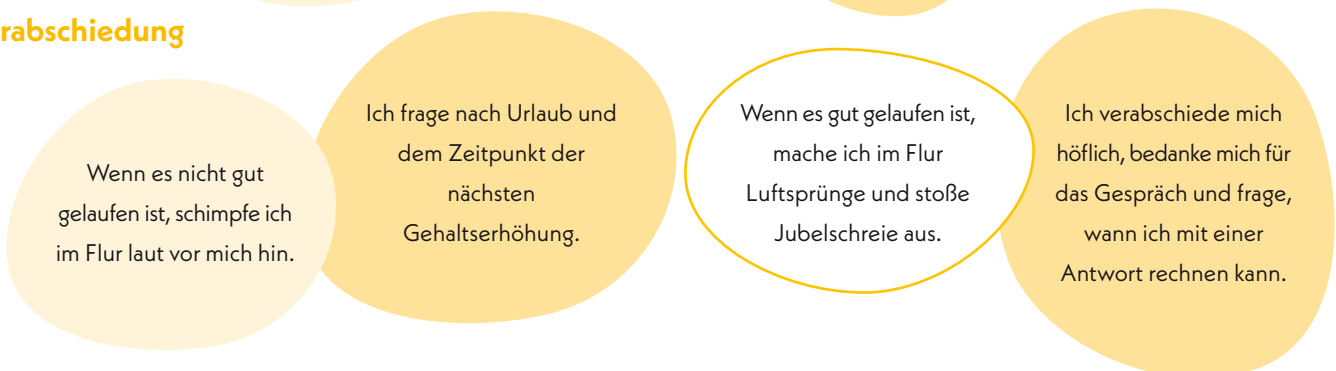 rabschiedung
Wenn es nicht gut
gelaufen ist, schimpfe ich
im Flur laut vor mich hin.
Ich frage nach Urlaub und
dem Zeitpunkt der
nächsten
Gehaltserhöhung.
Wenn es gut gelaufen ist,
mache ich im Flur
Luftsprünge und stoße
Jubelschreie aus.
Ich verabschiede mich
höflich, bedanke mich für
das Gespräch und frage,
wann ich mit einer
Antwort rechnen kann.